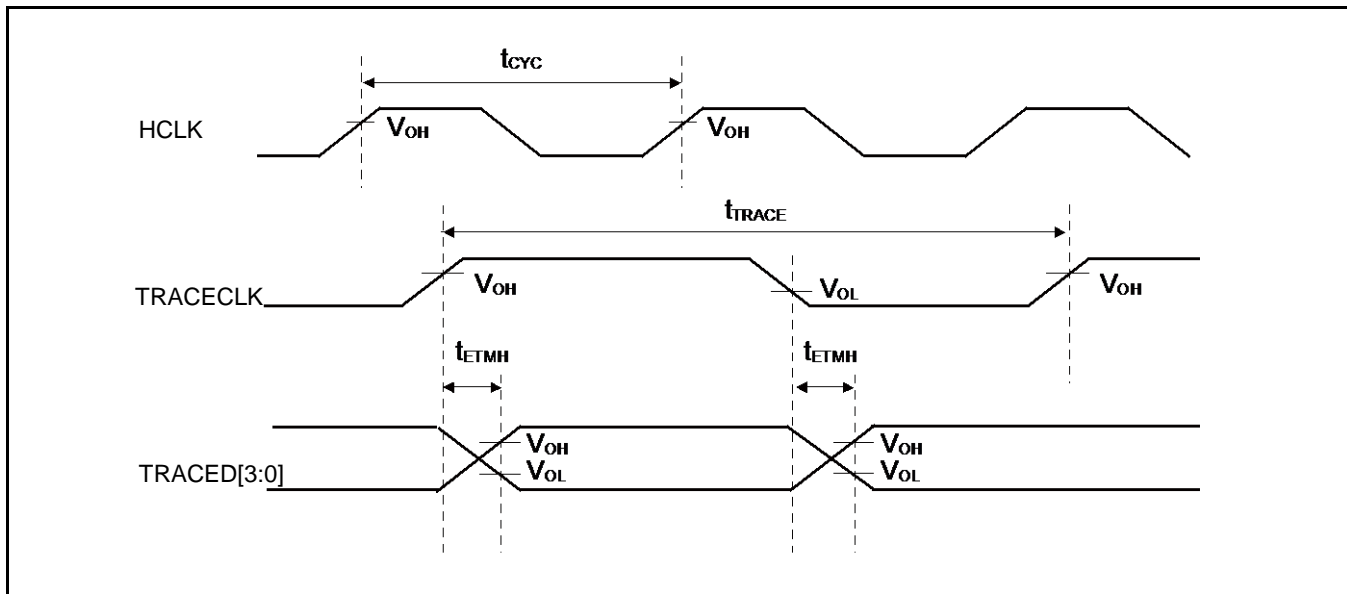 tCYC
HCLK
VOH
VOH
tTRACE
TRACECLK
VOH
VOL
VOH
tETMH
tETMH
TRACED[3:0]
VOH
VOH
VOL
VOL